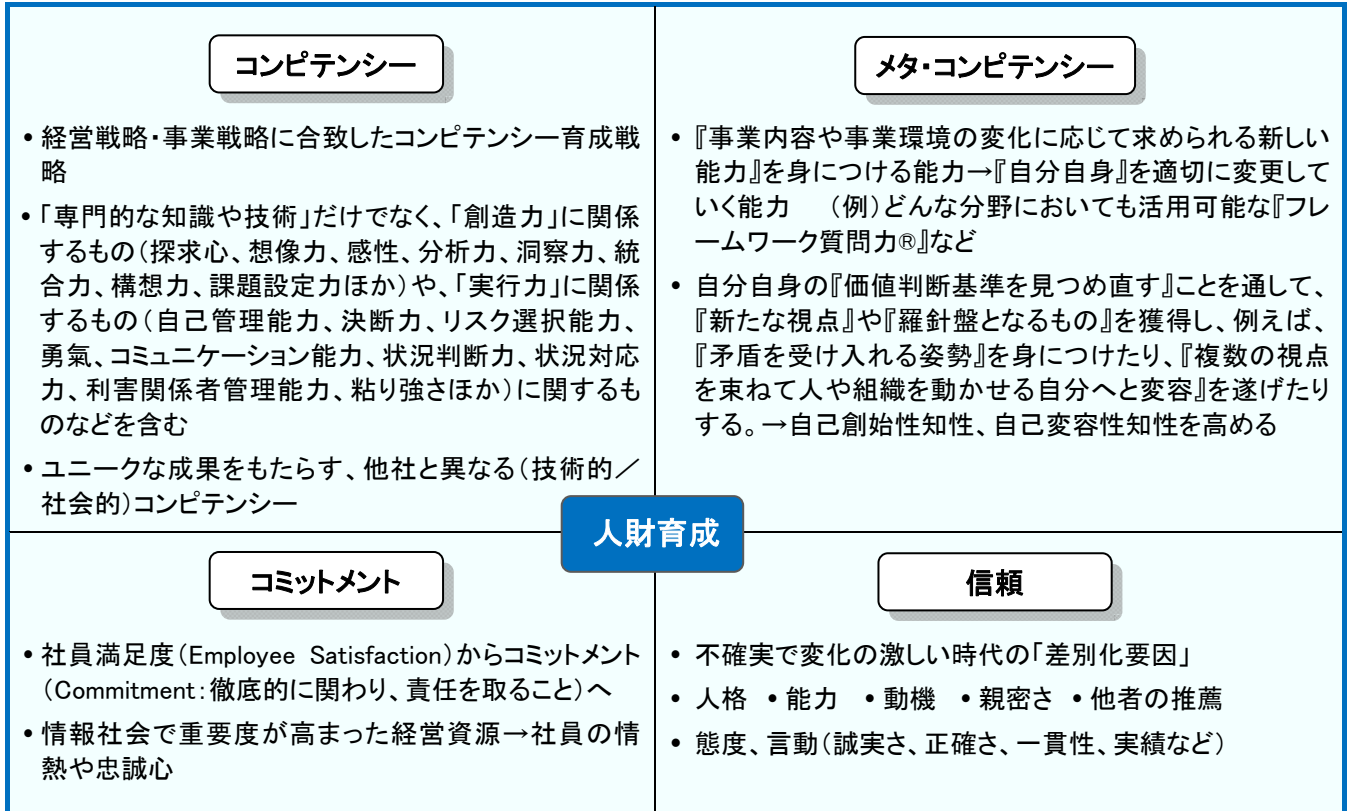 コンピテンシー
• 経営戦略・事業戦略に合致したコンピテンシー育成戦
略
• 「専門的な知識や技術」だけでなく、「創造力」に関係
するもの（探求心、想像力、感性、分析力、洞察力、統
合力、構想力、課題設定力ほか）や、「実行力」に関係
するもの（自己管理能力、決断力、リスク選択能力、
勇氣、コミュニケーション能力、状況判断力、状況対応
力、利害関係者管理能力、粘り強さほか）に関するも
のなどを含む
• ユニークな成果をもたらす、他社と異なる（技術的／
社会的）コンピテンシー
メタ・コンピテンシー
• 『事業内容や事業環境の変化に応じて求められる新しい
能力』を身につける能力→『自分自身』を適切に変更して
いく能力　（例）どんな分野においても活用可能な『フレ
ームワーク質問力®』など
• 自分自身の『価値判断基準を見つめ直す』ことを通して、
『新たな視点』や『羅針盤となるもの』を獲得し、例えば、
『矛盾を受け入れる姿勢』を身につけたり、『複数の視点
を束ねて人や組織を動かせる自分へと変容』を遂げたり
する。→自己創始性知性、自己変容性知性を高める
人財育成
コミットメント
• 社員満足度（Employee Satisfaction）からコミットメント
（Commitment：徹底的に関わり、責任を取ること）へ
• 情報社会で重要度が高まった経営資源→社員の情
熱や忠誠心
信頼
• 不確実で変化の激しい時代の「差別化要因」
• 人格 • 能力 • 動機 • 親密さ • 他者の推薦
• 態度、言動（誠実さ、正確さ、一貫性、実績など）